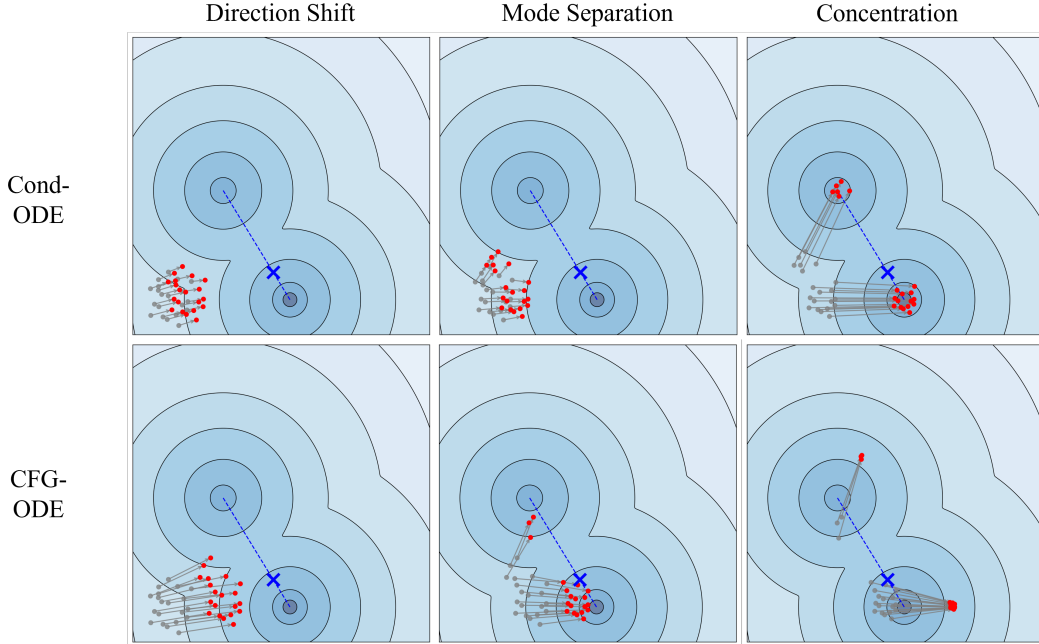 Direction Shift
Mode Separation
Concentration
Cond-
ODE
CFG-
ODE